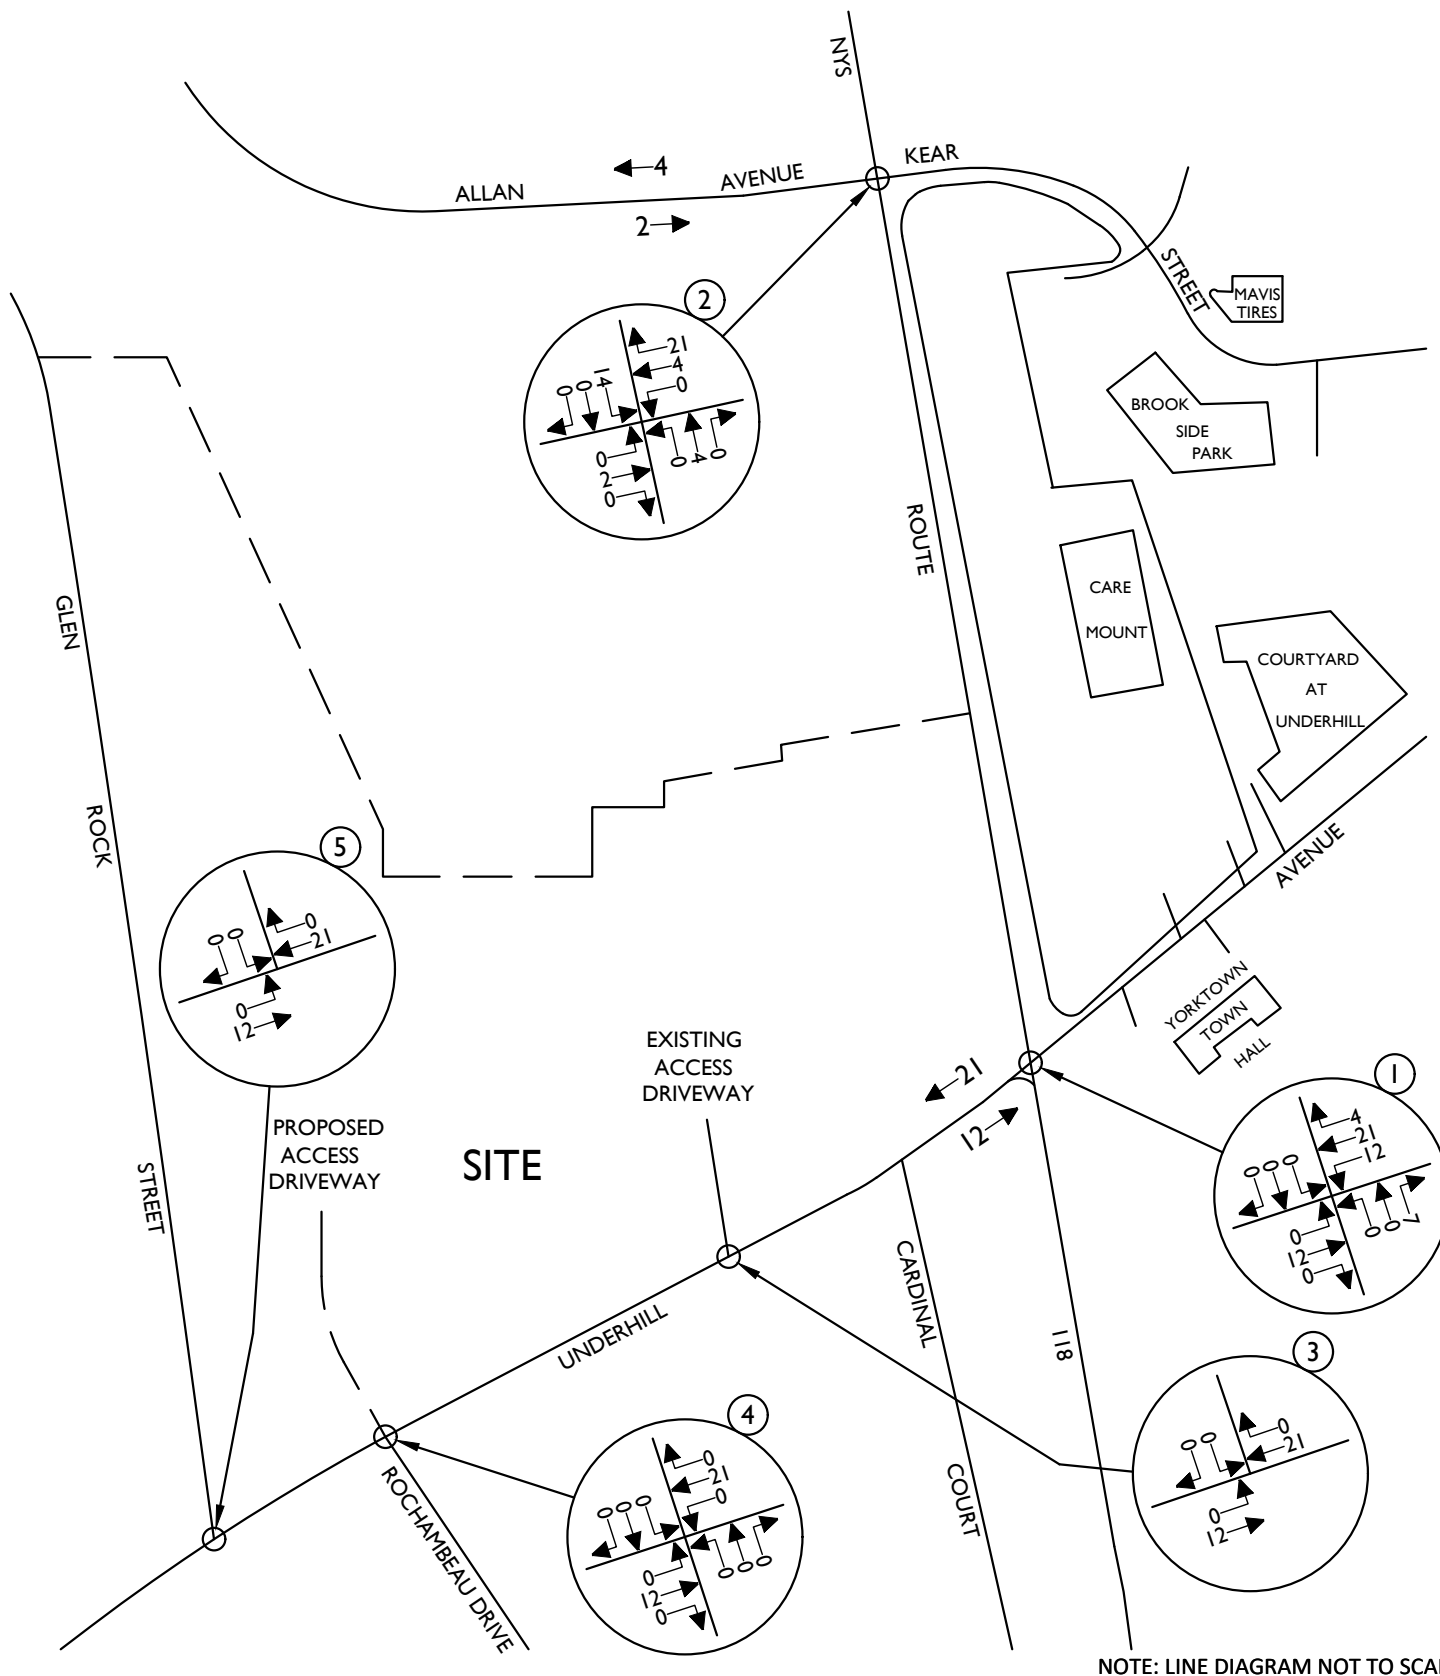 NYS
KEAR
4
AVENUE
ALLAN
2
STREET
MAVIS
TIRES
2
21
4
0
14
0
0
0
2
0
0
4
0
BROOK
SIDE
PARK
ROUTE
CARE
MOUNT
GLEN
COURTYARD
AT
UNDERHILL
ROCK
AVENUE
5
0
21
0
0
0
12
YORKTOWN
TOWN
HALL
EXISTING
ACCESS
DRIVEWAY
21
12
1
4
21
12
0
0
0
0
12
0
0
0
7
PROPOSED
ACCESS
DRIVEWAY
SITE
STREET
CARDINAL
UNDERHILL
118
3
0
21
0
0
0
12
4
0
21
0
0
0
0
0
12
0
0
0
0
COURT
ROCHAMBEAU DRIVE
NOTE: LINE DIAGRAM NOT TO SCAL